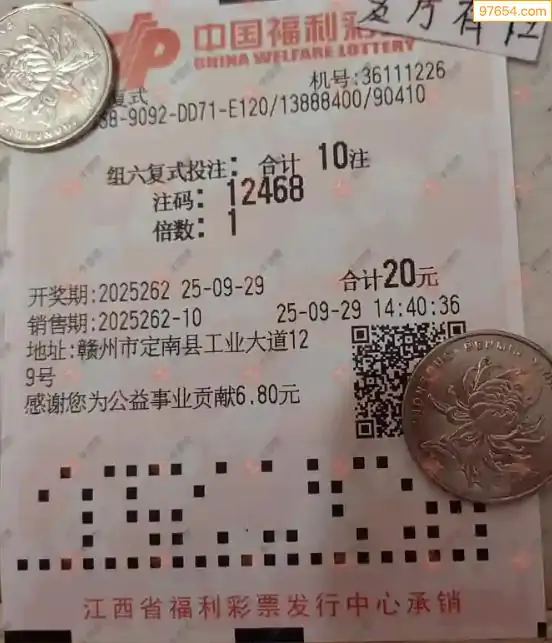 97654.com
中国福利彩
CHINA WELFARE LOTTERY
复式
机号:36111226
-9092-DD71-E120/13888400/90410
组六复式投注: 合计 10注
注码: 12468
倍数: 1
合计20元
开奖期:2025262 25-09-29
销售期:2025262-10
25-09-29 14:40:36
地址:赣州市定南县工业大道12
9号
感谢您为公益事业贡献6.80元
江西省福利彩票发行中心承销